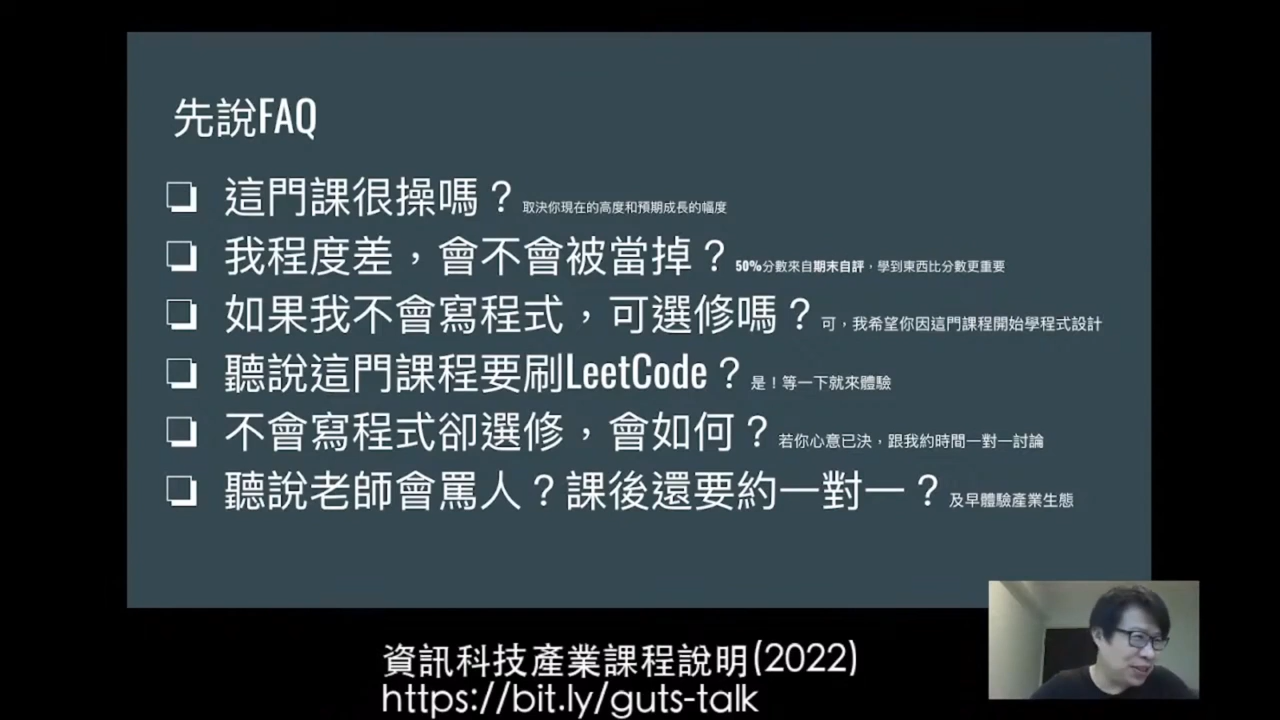 先說FAQ
這門課很操嗎？取決你現在的高度和預期成長的幅度
我程度差，會不會被當掉？50%分數來自期末自評，學到東西比分數更重要
如果我不會寫程式，可選修嗎？可，我希望你因這門課程開始學程式設計
聽說這門課程要刷LeetCode？是！等一下就來體驗
不會寫程式卻選修，會如何？若你心意已決，跟我約時間一對一討論
聽說老師會罵人？課後還要約一對一？及早體驗產業生態
資訊科技產業課程說明(2022)
https://bit.ly/guts-talk